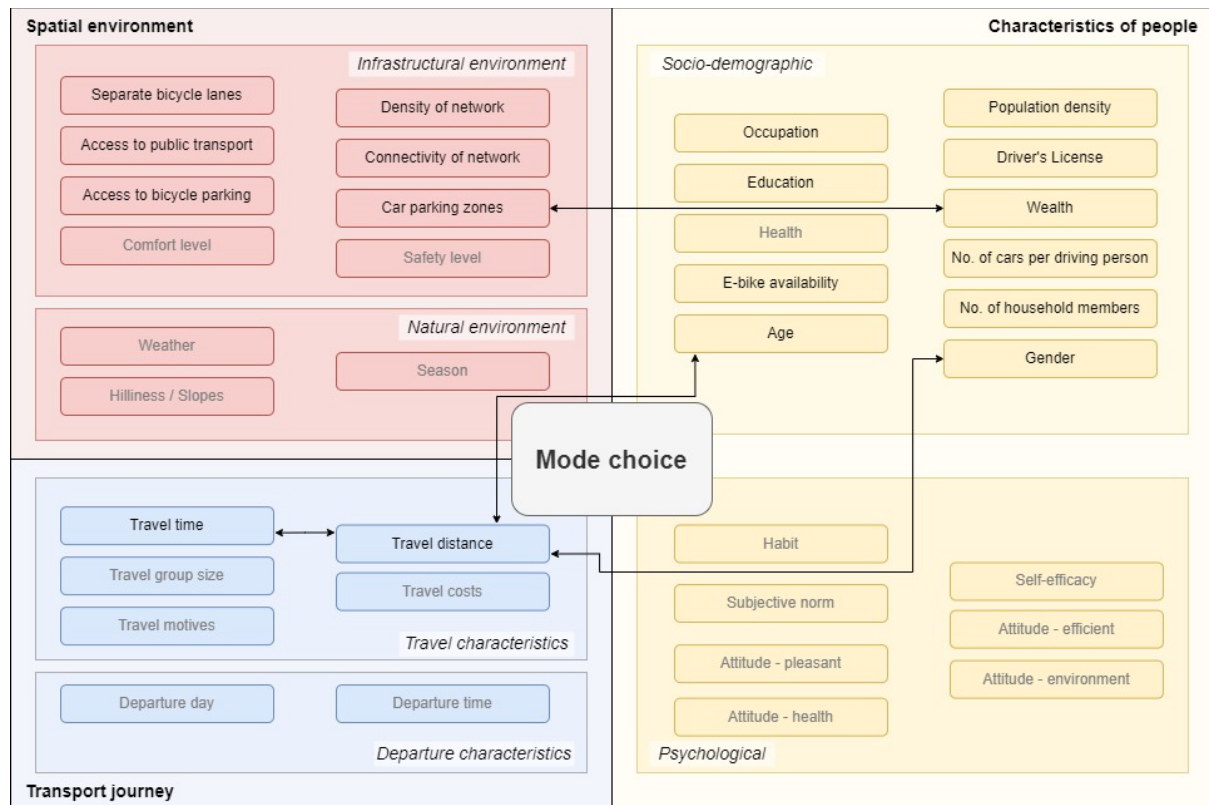 Spatial environment
Infrastructural environment
Separate bicycle lanes
Density of network
Access to public transport
Connectivity of network
Access to bicycle parking
Car parking zones
Comfort level
Safety level
Natural environment
Weather
Season
Hilliness / Slopes
Characteristics of people
Socio-demographic
Population density
Occupation
Driver's License
Education
Wealth
Health
No. of cars per driving person
E-bike availability
No. of household members
Age
Gender
Mode choice
Travel time
Travel distance
Travel group size
Travel costs
Travel motives
Travel characteristics
Departure day
Departure time
Departure characteristics
Transport journey
Habit
Self-efficacy
Subjective norm
Attitude - efficient
Attitude - pleasant
Attitude - environment
Attitude - health
Psychological